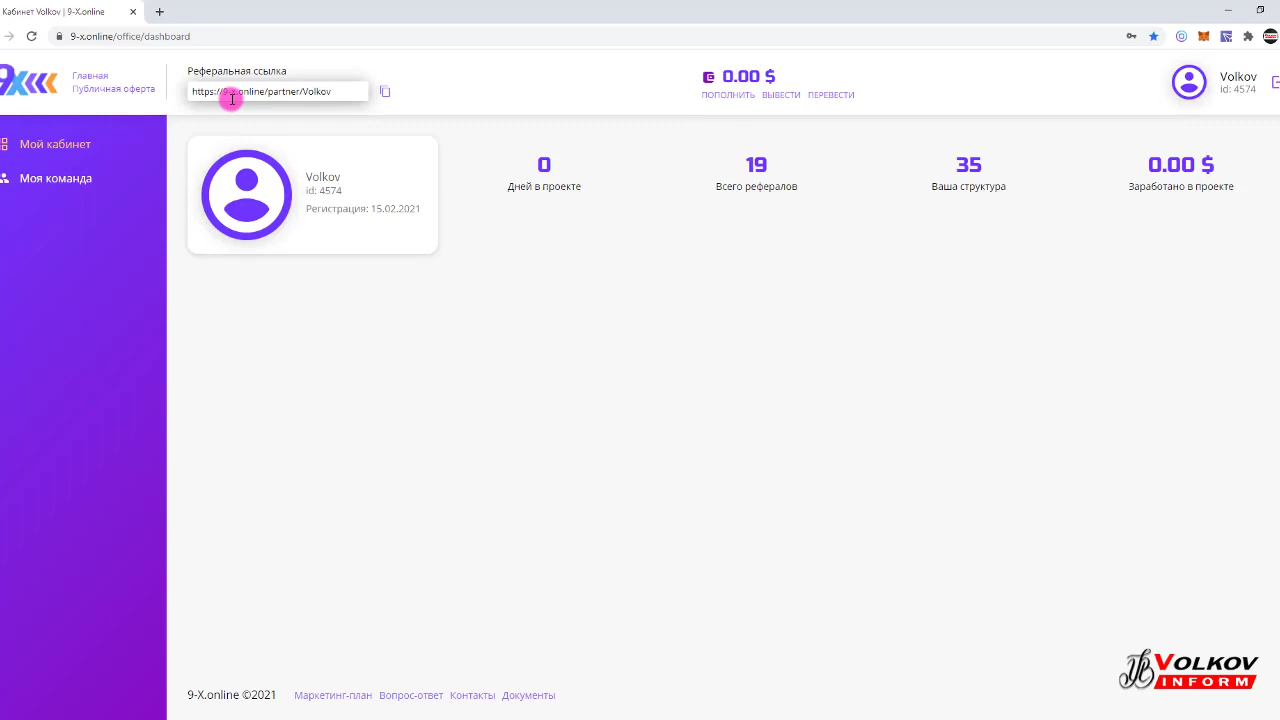 Кабинет Volkov | 9-X.online
9-x.online/office/dashboard
9X
Главная
Публичная оферта
Реферальная ссылка
https://9-x.online/partner/Volkov
0.00 $
ПОПОЛНИТЬ ВЫВЕСТИ ПЕРЕВЕСТИ
Volkov
id: 4574
Мой кабинет
Моя команда
Volkov
id: 4574
Регистрация: 15.02.2021
0
Дней в проекте
19
Всего рефералов
35
Ваша структура
0.00 $
Заработано в проекте
9-X.online ©2021
Маркетинг-план Вопрос-ответ Контакты Документы
VOLKOV
INFORM